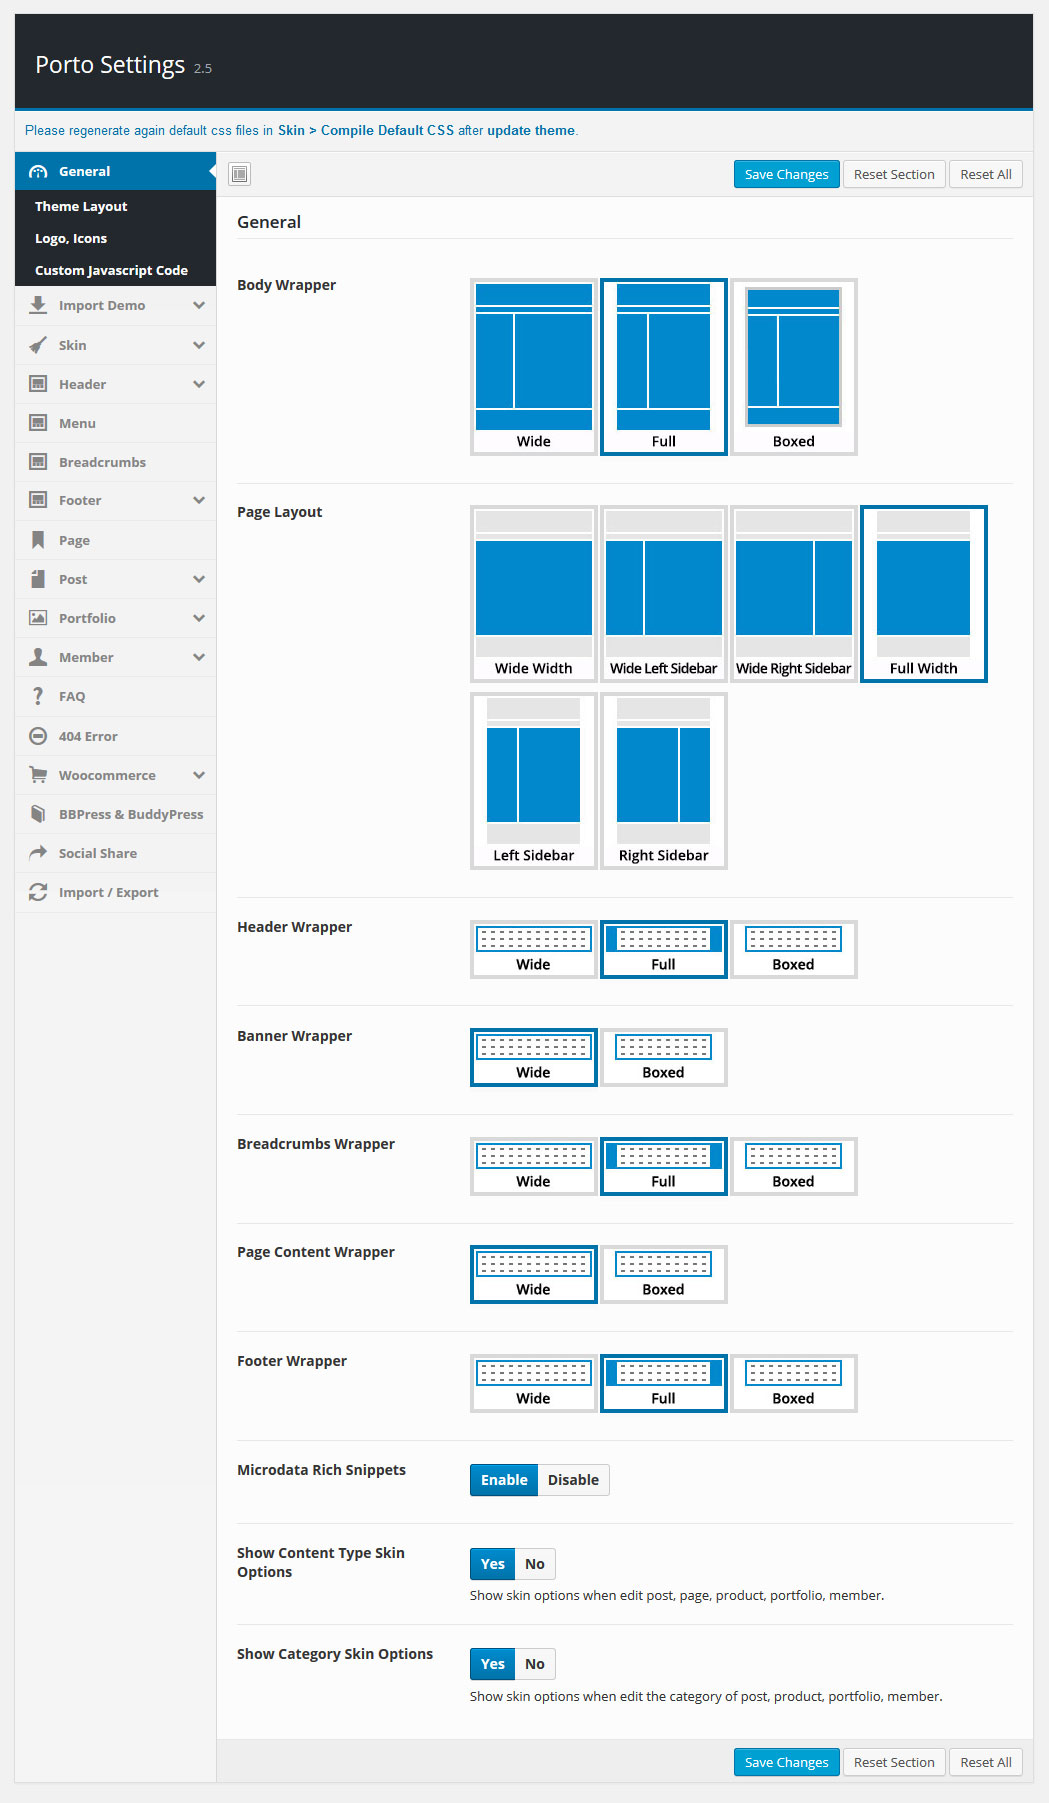 Porto Settings 2.5
Please regenerate again default css files in Skin > Compile Default CSS after update theme.
General
Theme Layout
Logo, Icons
Custom Javascript Code
Import Demo
Skin
Header
Menu
Breadcrumbs
Footer
Page
Post
Portfolio
Member
FAQ
404 Error
Woocommerce
BBPress & BuddyPress
Social Share
Import / Export
Save Changes Reset Section Reset All
General
Body Wrapper
Wide Full Boxed
Page Layout
Wide Width Wide Left Sidebar Wide Right Sidebar Full Width
Left Sidebar Right Sidebar
Header Wrapper
Wide Full Boxed
Banner Wrapper
Wide Boxed
Breadcrumbs Wrapper
Wide Full Boxed
Page Content Wrapper
Wide Boxed
Footer Wrapper
Wide Full Boxed
Microdata Rich Snippets
Enable Disable
Show Content Type Skin
Options
Yes No
Show skin options when edit post, page, product, portfolio, member.
Show Category Skin Options
Yes No
Show skin options when edit the category of post, product, portfolio, member.
Save Changes Reset Section Reset All